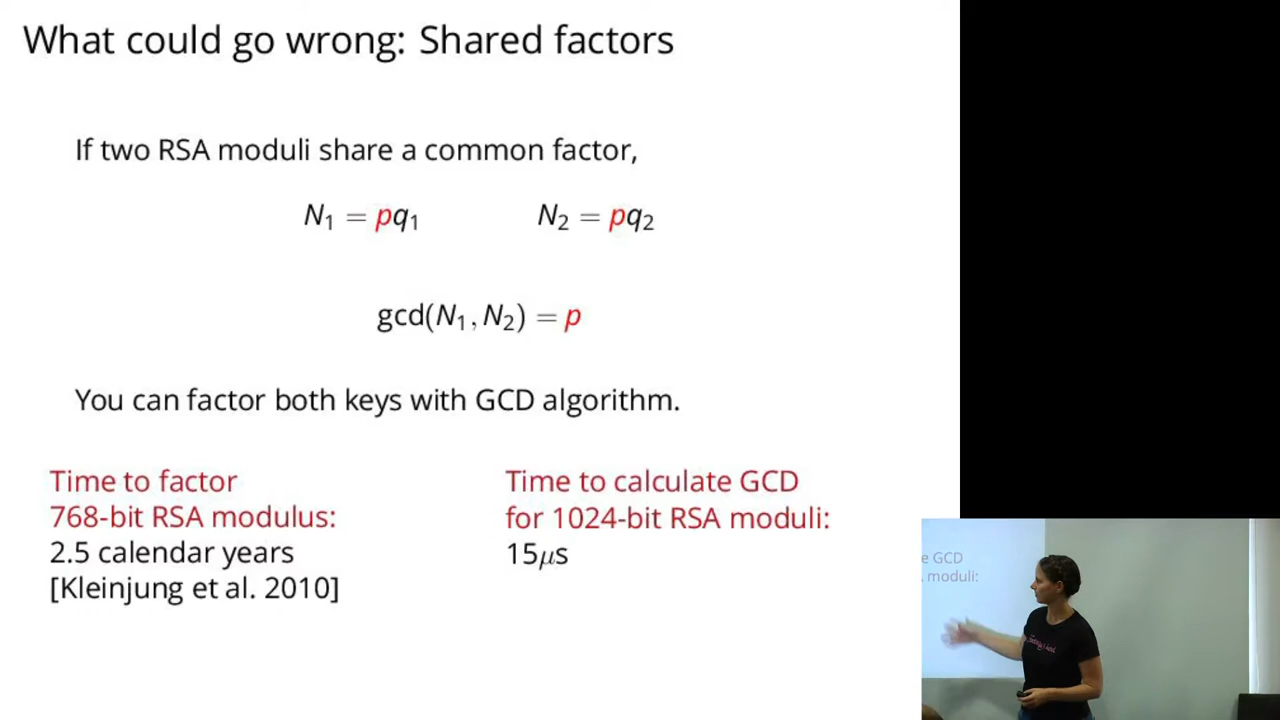 What could go wrong: Shared factors
If two RSA moduli share a common factor,
N₁ = pq₁ N₂ = pq₂
gcd(N₁, N₂) = p
You can factor both keys with GCD algorithm.
Time to factor
768-bit RSA modulus:
2.5 calendar years
[Kleinjung et al. 2010]
Time to calculate GCD
for 1024-bit RSA moduli:
15μs
e GCD
moduli: